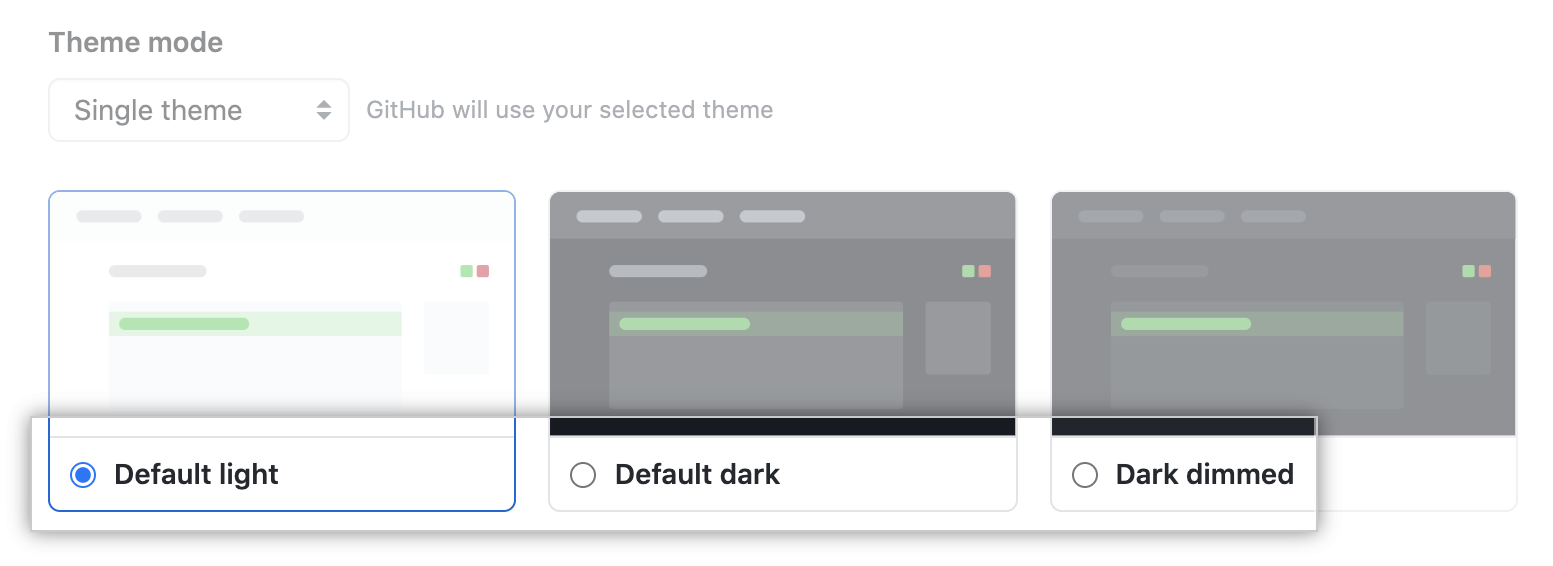 Theme mode
Single theme GitHub will use your selected theme
Default light Default dark Dark dimmed